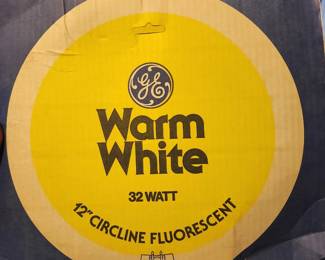 GE
Warm
White
32 WATT
12" CIRCLINE FLUORESCENT